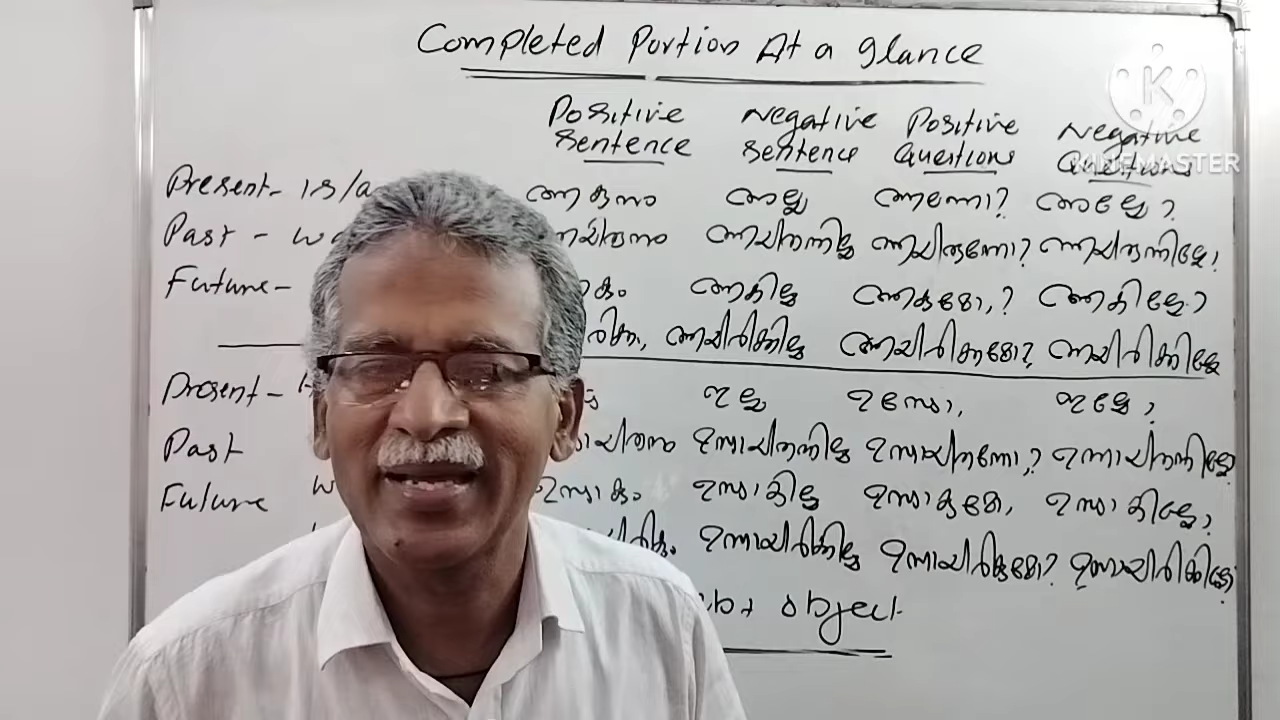 Completed Portion At a glance
Positive Sentence Negative Sentence Positive Questions Negative Questions
Present - is/a ആകുന്നു അല്ല ആണോ? അല്ലേ?
Past - wa യിരുന്നു ആയിരുന്നില്ല ആയിരുന്നോ? ആയിരുന്നില്ലേ?
Future - കും ആകില്ല ആകുമോ,? ആകില്ലേ?
ആയിരിക്കില്ല ആയിരിക്കുമോ? ആയിരിക്കില്ലേ
Present - ഇല്ല ഉണ്ടോ, ഇല്ലേ?
Past ഉണ്ടായിരുന്നില്ല ഉണ്ടായിരുന്നോ,? ഉണ്ടായിരുന്നില്ലേ?
Future w ഉണ്ടാകും ഉണ്ടാകില്ല ഉണ്ടാകുമോ, ഉണ്ടാകില്ലേ?
ഉണ്ടായിരിക്കില്ല ഉണ്ടായിരിക്കുമോ? ഉണ്ടായിരിക്കില്ലേ?
object
KINEMASTER